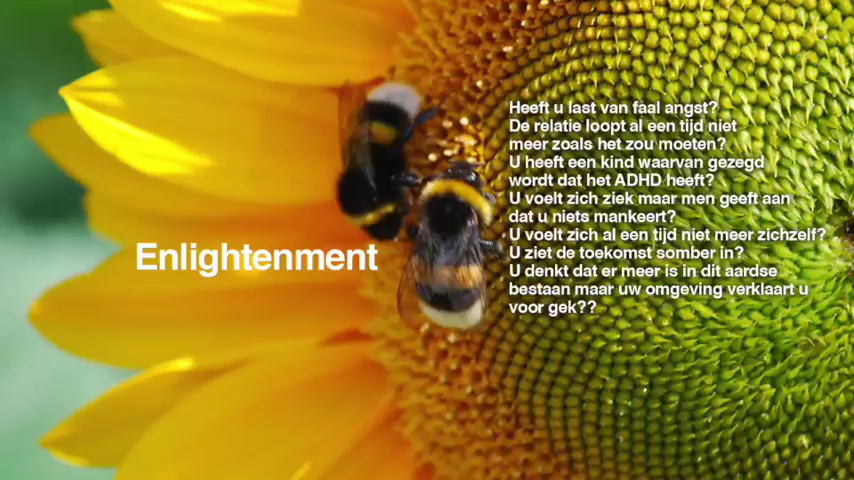 Enlightenment
Heeft u last van faal angst?
De relatie loopt al een tijd niet
meer zoals het zou moeten?
U heeft een kind waarvan gezegd
wordt dat het ADHD heeft?
U voelt zich ziek maar men geeft aan
dat u niets mankeert?
U voelt zich al een tijd niet meer zichzelf?
U ziet de toekomst somber in?
U denkt dat er meer is in dit aardse
bestaan maar uw omgeving verklaart u
voor gek??